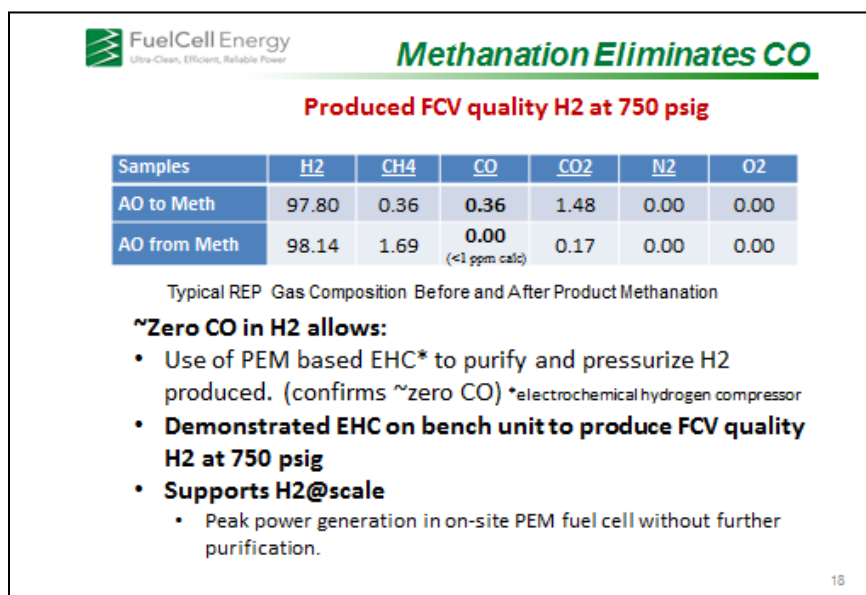 FuelCell Energy
Ultra-Clean, Efficient, Reliable Power
Methanation Eliminates CO
Produced FCV quality H2 at 750 psig
Samples H2 CH4 CO CO2 N2 O2
AO to Meth 97.80 0.36 0.36 1.48 0.00 0.00
AO from Meth 98.14 1.69 0.00 0.17 0.00 0.00
(<1 ppm calc)
Typical REP Gas Composition Before and After Product Methanation
~Zero CO in H2 allows:
• Use of PEM based EHC* to purify and pressurize H2
produced. (confirms ~zero CO) *electrochemical hydrogen compressor
• Demonstrated EHC on bench unit to produce FCV quality
H2 at 750 psig
• Supports H2@scale
• Peak power generation in on-site PEM fuel cell without further
purification.
18